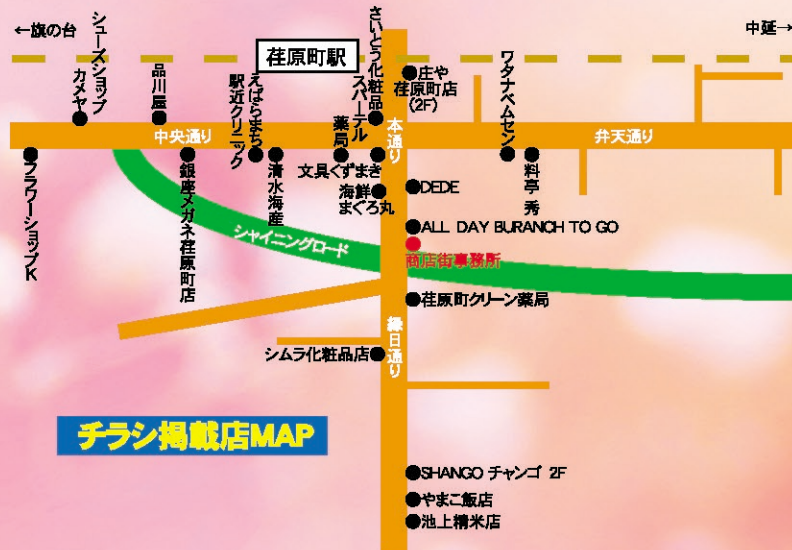 ←旗の台
中延→
荏原町駅
シューズショップ
カメヤ
品川屋
えばらまち
駅近クリニック
さいとう化粧品
スパーテル
薬局
庄や
荏原町店
(2F)
ワタナベムセン
中央通り
本通り
弁天通り
フラワーショップK
銀座メガネ荏原町店
清水海産
文具くずまき
海鮮
まぐろ丸
料亭 秀
DEDE
ALL DAY BURANCH TO GO
商店街事務所
シャイニングロード
荏原町クリーン薬局
縁日通り
シムラ化粧品店
チラシ掲載店MAP
SHANGO チャンゴ 2F
やまこ飯店
池上精米店